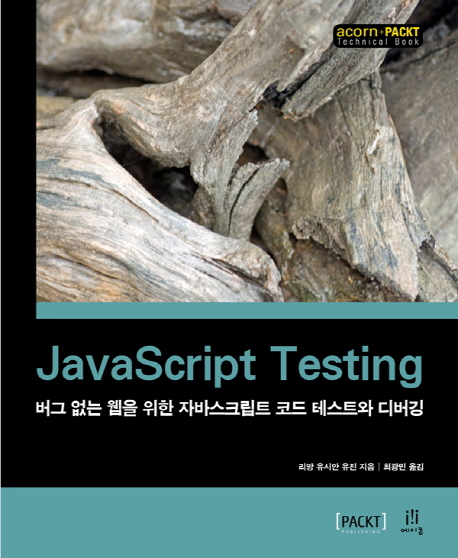 acorn+PACKT
Technical Book
JavaScript Testing
버그 없는 웹을 위한 자바스크립트 코드 테스트와 디버깅
리앙 유시안 유진 지음 | 최광민 옮김
[PACKT]
PUBLISHING
에이콘